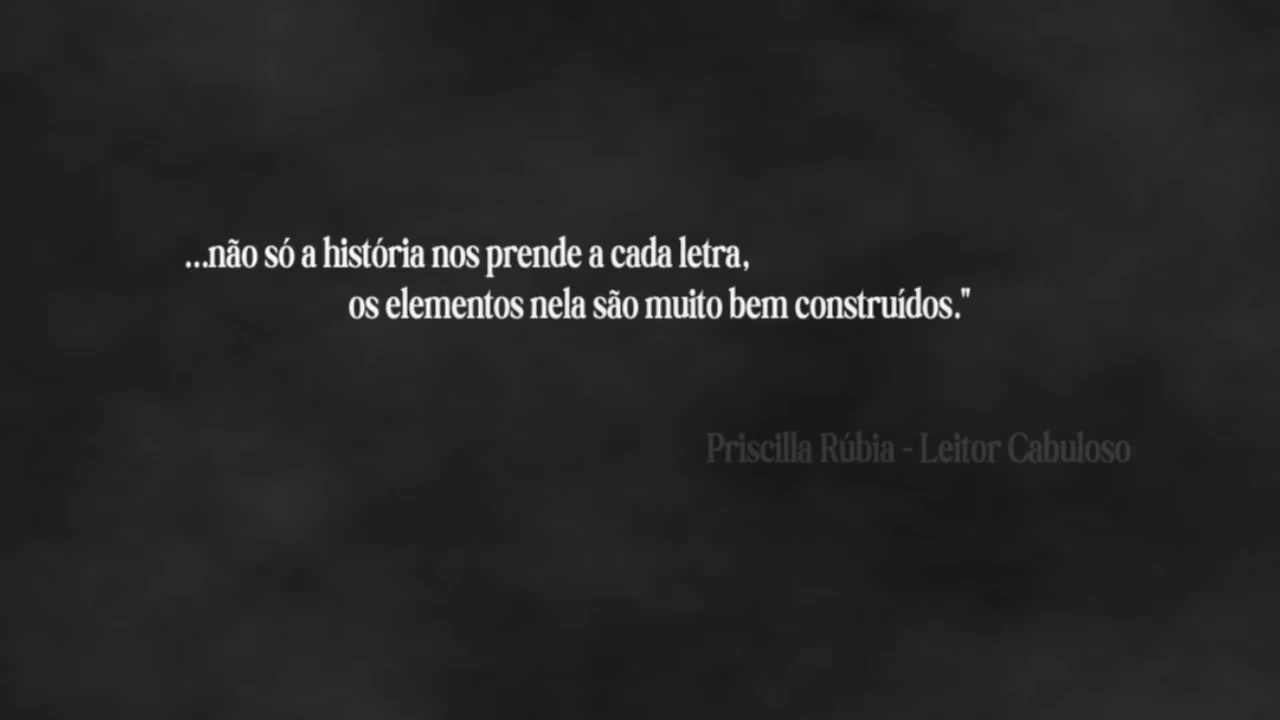 ...não só a história nos prende a cada letra,
os elementos nela são muito bem construídos."
Priscilla Rúbia - Leitor Cabuloso